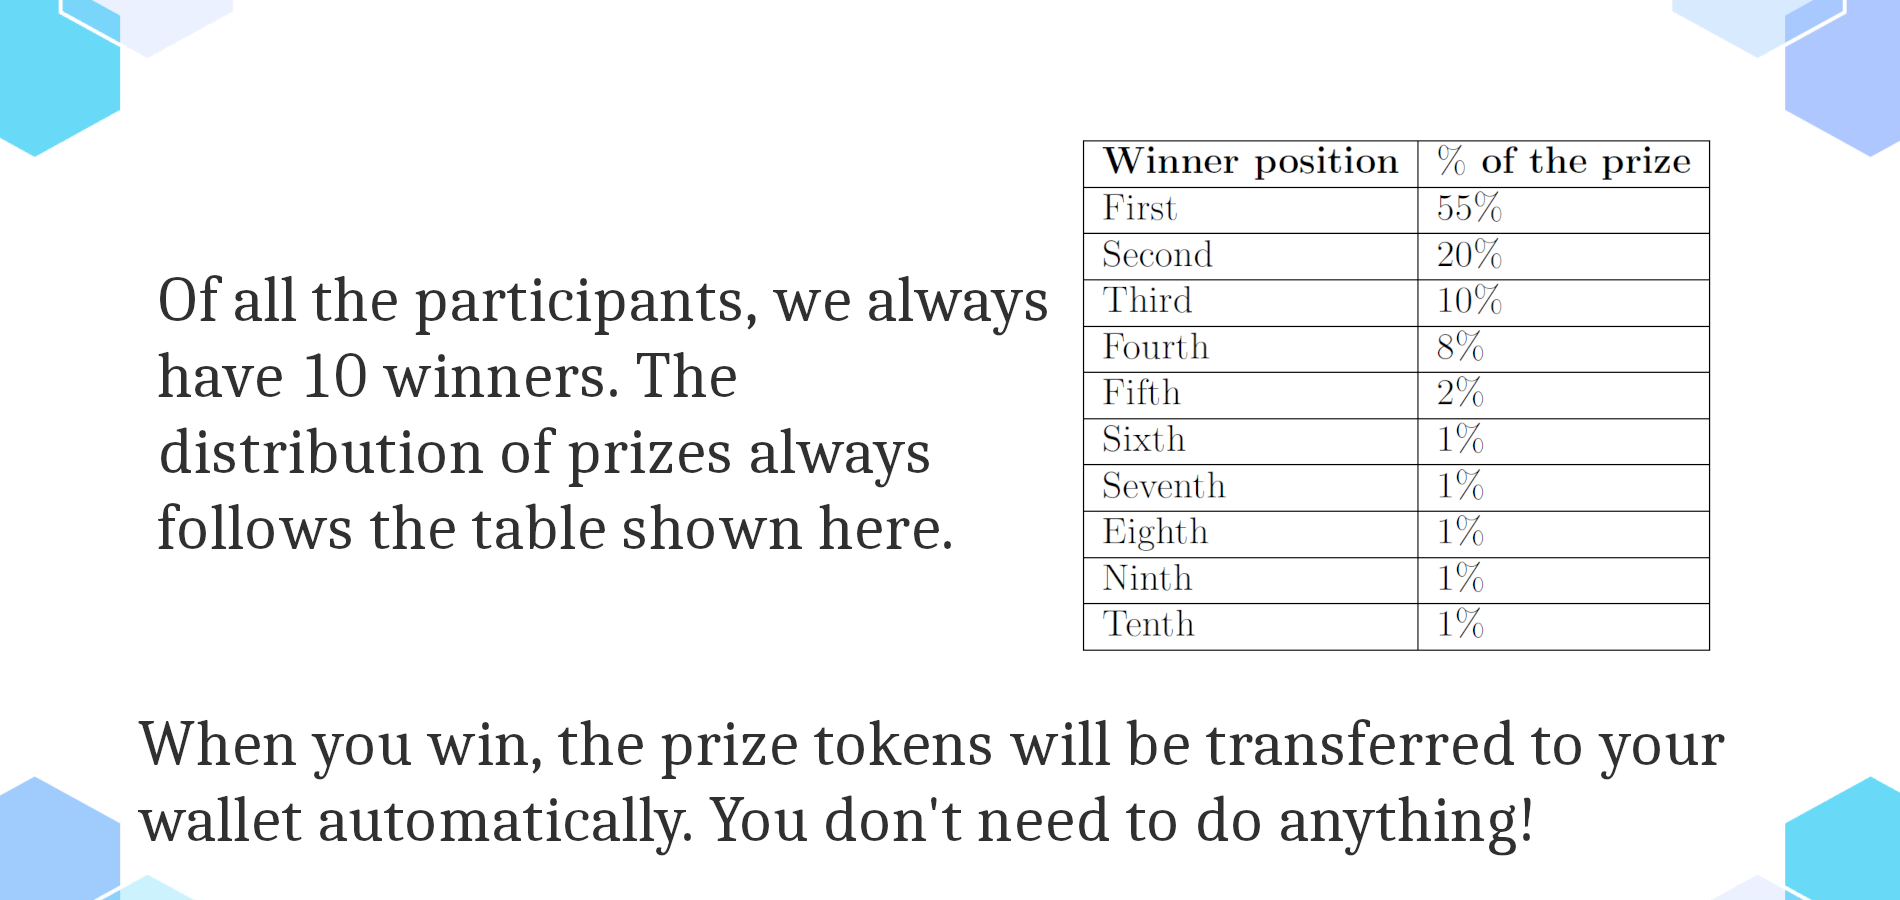 Of all the participants, we always
have 10 winners. The
distribution of prizes always
follows the table shown here.
Winner position % of the prize
First 55%
Second 20%
Third 10%
Fourth 8%
Fifth 2%
Sixth 1%
Seventh 1%
Eighth 1%
Ninth 1%
Tenth 1%
When you win, the prize tokens will be transferred to your
wallet automatically. You don't need to do anything!